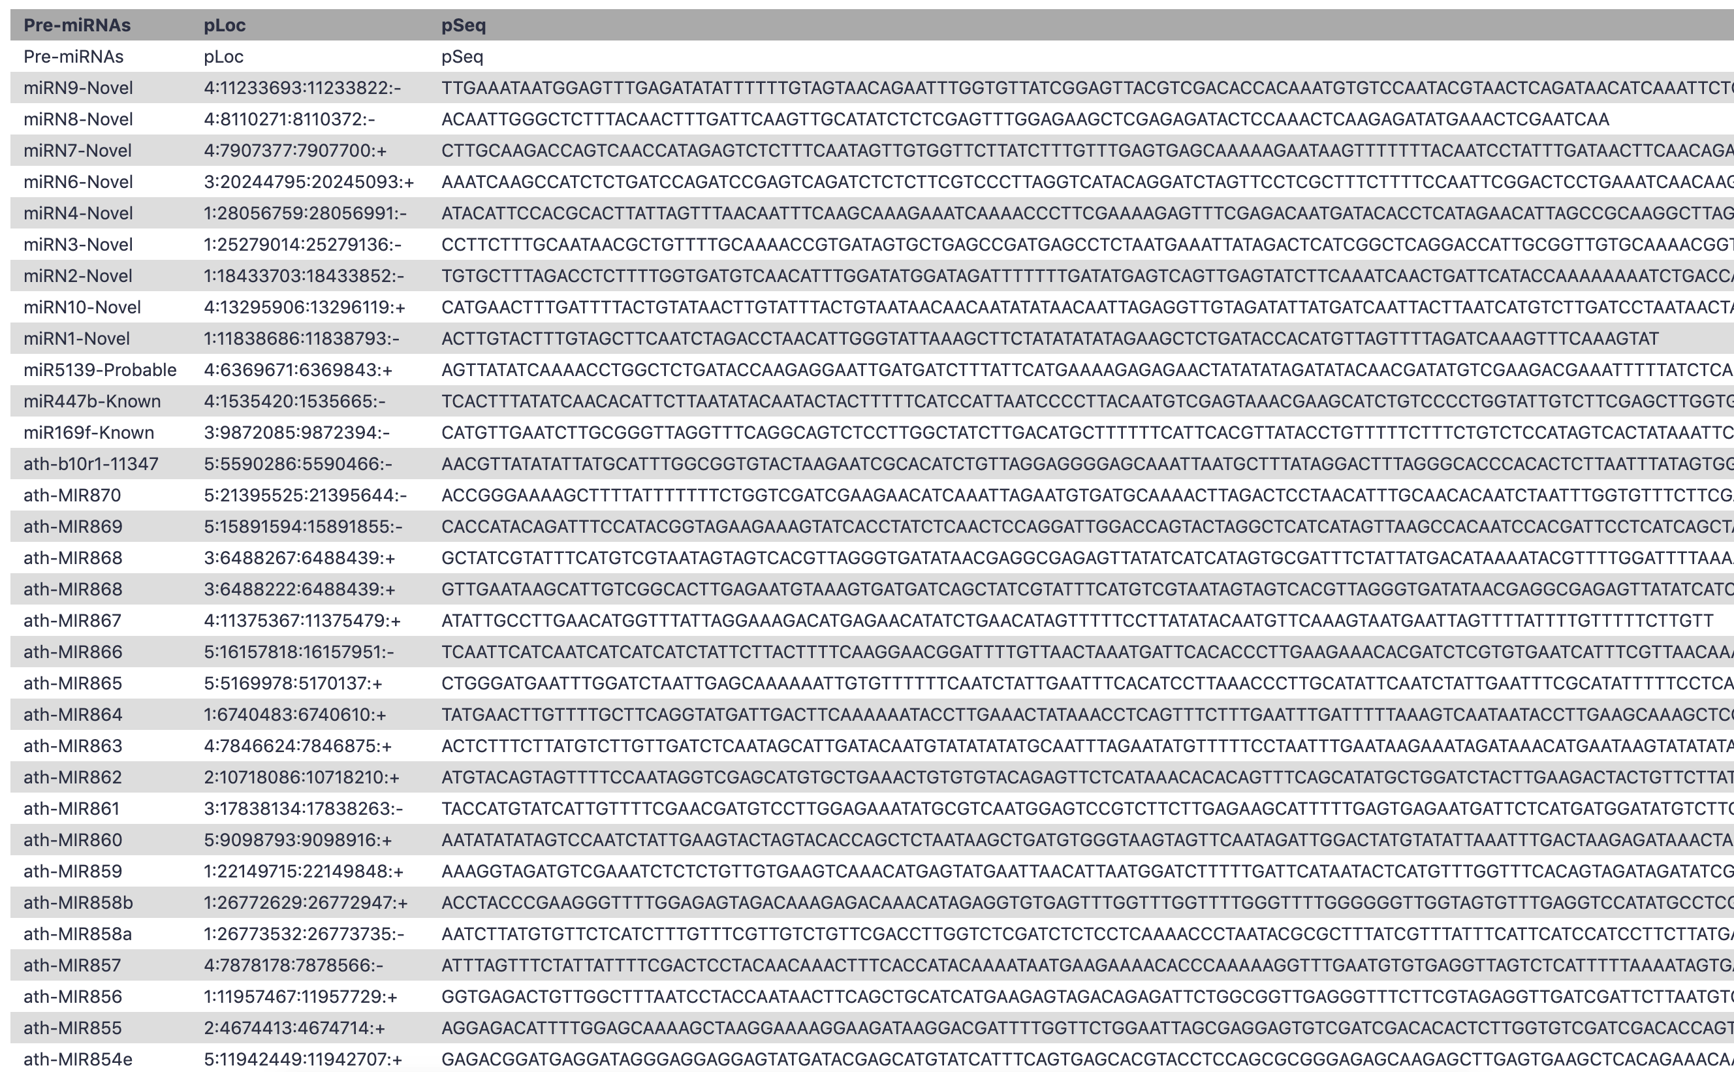 Pre-miRNAs pLoc pSeq
Pre-miRNAs pLoc pSeq
miRN9-Novel 4:11233693:11233822:- TTGAAATAATGGAGTTTGAGATATATTTTTTGTAGTAACAGAATTTGGTGTTATCGGAGTTACGTCGACACCACAAATGTGTCCAATACGTAACTCAGATAACATCAAATTCT
miRN8-Novel 4:8110271:8110372:- ACAATTGGGCTCTTTACAACTTTGATTCAAGTTGCATATCTCTCGAGTTTGGAGAAGCTCGAGAGATACTCCAAACTCAAGAGATATGAAACTCGAATCAA
miRN7-Novel 4:7907377:7907700:+ CTTGCAAGACCAGTCAACCATAGAGTCTCTTTCAATAGTTGTGGTTCTTATCTTTGTTTGAGTGAGCAAAAAGAATAAGTTTTTTTACAATCCTATTTGATAACTTCAACAGA
miRN6-Novel 3:20244795:20245093:+ AAATCAAGCCATCTCTGATCCAGATCCGAGTCAGATCTCTCTTCGTCCCTTAGGTCATACAGGATCTAGTTCCTCGCTTTCTTTTCCAATTCGGACTCCTGAAATCAACAAG
miRN4-Novel 1:28056759:28056991:- ATACATTCCACGCACTTATTAGTTTAACAATTTCAAGCAAAGAAATCAAAACCCTTCGAAAAGAGTTTCGAGACAATGATACACCTCATAGAACATTAGCCGCAAGGCTTAG
miRN3-Novel 1:25279014:25279136:- CCTTCTTTGCAATAACGCTGTTTTGCAAAACCGTGATAGTGCTGAGCCGATGAGCCTCTAATGAAATTATAGACTCATCGGCTCAGGACCATTGCGGTTGTGCAAAACGGT
miRN2-Novel 1:18433703:18433852:- TGTGCTTTAGACCTCTTTTGGTGATGTCAACATTTGGATATGGATAGATTTTTTTGATATGAGTCAGTTGAGTATCTTCAAATCAACTGATTCATACCAAAAAAAATCTGACCA
miRN10-Novel 4:13295906:13296119:+ CATGAACTTTGATTTTACTGTATAACTTGTATTTACTGTAATAACAACAATATATAACAATTAGAGGTTGTAGATATTATGATCAATTACTTAATCATGTCTTGATCCTAATAACTA
miRN1-Novel 1:11838686:11838793:- ACTTGTACTTTGTAGCTTCAATCTAGACCTAACATTGGGTATTAAAGCTTCTATATATATAGAAGCTCTGATACCACATGTTAGTTTTAGATCAAAGTTTCAAAGTAT
miR5139-Probable 4:6369671:6369843:+ AGTTATATCAAAACCTGGCTCTGATACCAAGAGGAATTGATGATCTTTATTCATGAAAAGAGAGAACTATATATAGATATACAACGATATGTCGAAGACGAAATTTTTATCTCA
miR447b-Known 4:1535420:1535665:- TCACTTTATATCAACACATTCTTAATATACAATACTACTTTTTCATCCATTAATCCCCTTACAATGTCGAGTAAACGAAGCATCTGTCCCCTGGTATTGTCTTCGAGCTTGGTG
miR169f-Known 3:9872085:9872394:- CATGTTGAATCTTGCGGGTTAGGTTTCAGGCAGTCTCCTTGGCTATCTTGACATGCTTTTTTCATTCACGTTATACCTGTTTTTCTTTCTGTCTCCATAGTCACTATAAATTC
ath-b10r1-11347 5:5590286:5590466:- AACGTTATATATTATGCATTTGGCGGTGTACTAAGAATCGCACATCTGTTAGGAGGGGAGCAAATTAATGCTTTATAGGACTTTAGGGCACCCACACTCTTAATTTATAGTGG
ath-MIR870 5:21395525:21395644:- ACCGGGAAAAGCTTTTATTTTTTTCTGGTCGATCGAAGAACATCAAATTAGAATGTGATGCAAAACTTAGACTCCTAACATTTGCAACACAATCTAATTTGGTGTTTCTTCG
ath-MIR869 5:15891594:15891855:- CACCATACAGATTTCCATACGGTAGAAGAAAGTATCACCTATCTCAACTCCAGGATTGGACCAGTACTAGGCTCATCATAGTTAAGCCACAATCCACGATTCCTCATCAGCT
ath-MIR868 3:6488267:6488439:+ GCTATCGTATTTCATGTCGTAATAGTAGTCACGTTAGGGTGATATAACGAGGCGAGAGTTATATCATCATAGTGCGATTTCTATTATGACATAAAATACGTTTTGGATTTTAAA
ath-MIR868 3:6488222:6488439:+ GTTGAATAAGCATTGTCGGCACTTGAGAATGTAAAGTGATGATCAGCTATCGTATTTCATGTCGTAATAGTAGTCACGTTAGGGTGATATAACGAGGCGAGAGTTATATCATC
ath-MIR867 4:11375367:11375479:+ ATATTGCCTTGAACATGGTTTATTAGGAAAGACATGAGAACATATCTGAACATAGTTTTTCCTTATATACAATGTTCAAAGTAATGAATTAGTTTTATTTTGTTTTTCTTGTT
ath-MIR866 5:16157818:16157951:- TCAATTCATCAATCATCATCATCTATTCTTACTTTTCAAGGAACGGATTTTGTTAACTAAATGATTCACACCCTTGAAGAAACACGATCTCGTGTGAATCATTTCGTTAACAAA
ath-MIR865 5:5169978:5170137:+ CTGGGATGAATTTGGATCTAATTGAGCAAAAAATTGTGTTTTTTCAATCTATTGAATTTCACATCCTTAAACCCTTGCATATTCAATCTATTGAATTTCGCATATTTTTCCTCA
ath-MIR864 1:6740483:6740610:+ TATGAACTTGTTTTGCTTCAGGTATGATTGACTTCAAAAAATACCTTGAAACTATAAACCTCAGTTTCTTTGAATTTGATTTTTAAAGTCAATAATACCTTGAAGCAAAGCTC
ath-MIR863 4:7846624:7846875:+ ACTCTTTCTTATGTCTTGTTGATCTCAATAGCATTGATACAATGTATATATATGCAATTTAGAATATGTTTTTCCTAATTTGAATAAGAAATAGATAAACATGAATAAGTATATATA
ath-MIR862 2:10718086:10718210:+ ATGTACAGTAGTTTTCCAATAGGTCGAGCATGTGCTGAAACTGTGTGTACAGAGTTCTCATAAACACACAGTTTCAGCATATGCTGGATCTACTTGAAGACTACTGTTCTTAT
ath-MIR861 3:17838134:17838263:- TACCATGTATCATTGTTTTCGAACGATGTCCTTGGAGAAATATGCGTCAATGGAGTCCGTCTTCTTGAGAAGCATTTTTGAGTGAGAATGATTCTCATGATGGATATGTCTTC
ath-MIR860 5:9098793:9098916:+ AATATATATAGTCCAATCTATTGAAGTACTAGTACACCAGCTCTAATAAGCTGATGTGGGTAAGTAGTTCAATAGATTGGACTATGTATATTAAATTTGACTAAGAGATAAACTA
ath-MIR859 1:22149715:22149848:+ AAAGGTAGATGTCGAAATCTCTCTGTTGTGAAGTCAAACATGAGTATGAATTAACATTAATGGATCTTTTTGATTCATAATACTCATGTTTGGTTTCACAGTAGATAGATATCG
ath-MIR858b 1:26772629:26772947:+ ACCTACCCGAAGGGTTTTGGAGAGTAGACAAAGAGACAAACATAGAGGTGTGAGTTTGGTTTGGTTTTGGGTTTTGGGGGGTTGGTAGTGTTTGAGGTCCATATGCCTCC
ath-MIR858a 1:26773532:26773735:- AATCTTATGTGTTCTCATCTTTGTTTCGTTGTCTGTTCGACCTTGGTCTCGATCTCTCCTCAAAACCCTAATACGCGCTTTATCGTTTATTTCATTCATCCATCCTTCTTATGA
ath-MIR857 4:7878178:7878566:- ATTTAGTTTCTATTATTTTCGACTCCTACAACAAACTTTCACCATACAAAATAATGAAGAAAACACCCAAAAAGGTTTGAATGTGTGAGGTTAGTCTCATTTTTAAAATAGTGA
ath-MIR856 1:11957467:11957729:+ GGTGAGACTGTTGGCTTTAATCCTACCAATAACTTCAGCTGCATCATGAAGAGTAGACAGAGATTCTGGCGGTTGAGGGTTTCTTCGTAGAGGTTGATCGATTCTTAATGT
ath-MIR855 2:4674413:4674714:+ AGGAGACATTTTGGAGCAAAAGCTAAGGAAAAGGAAGATAAGGACGATTTTGGTTCTGGAATTAGCGAGGAGTGTCGATCGACACACTCTTGGTGTCGATCGACACCAGT
ath-MIR854e 5:11942449:11942707:+ GAGACGGATGAGGATAGGGAGGAGGAGTATGATACGAGCATGTATCATTTCAGTGAGCACGTACCTCCAGCGCGGGAGAGCAAGAGCTTGAGTGAAGCTCACAGAAACA